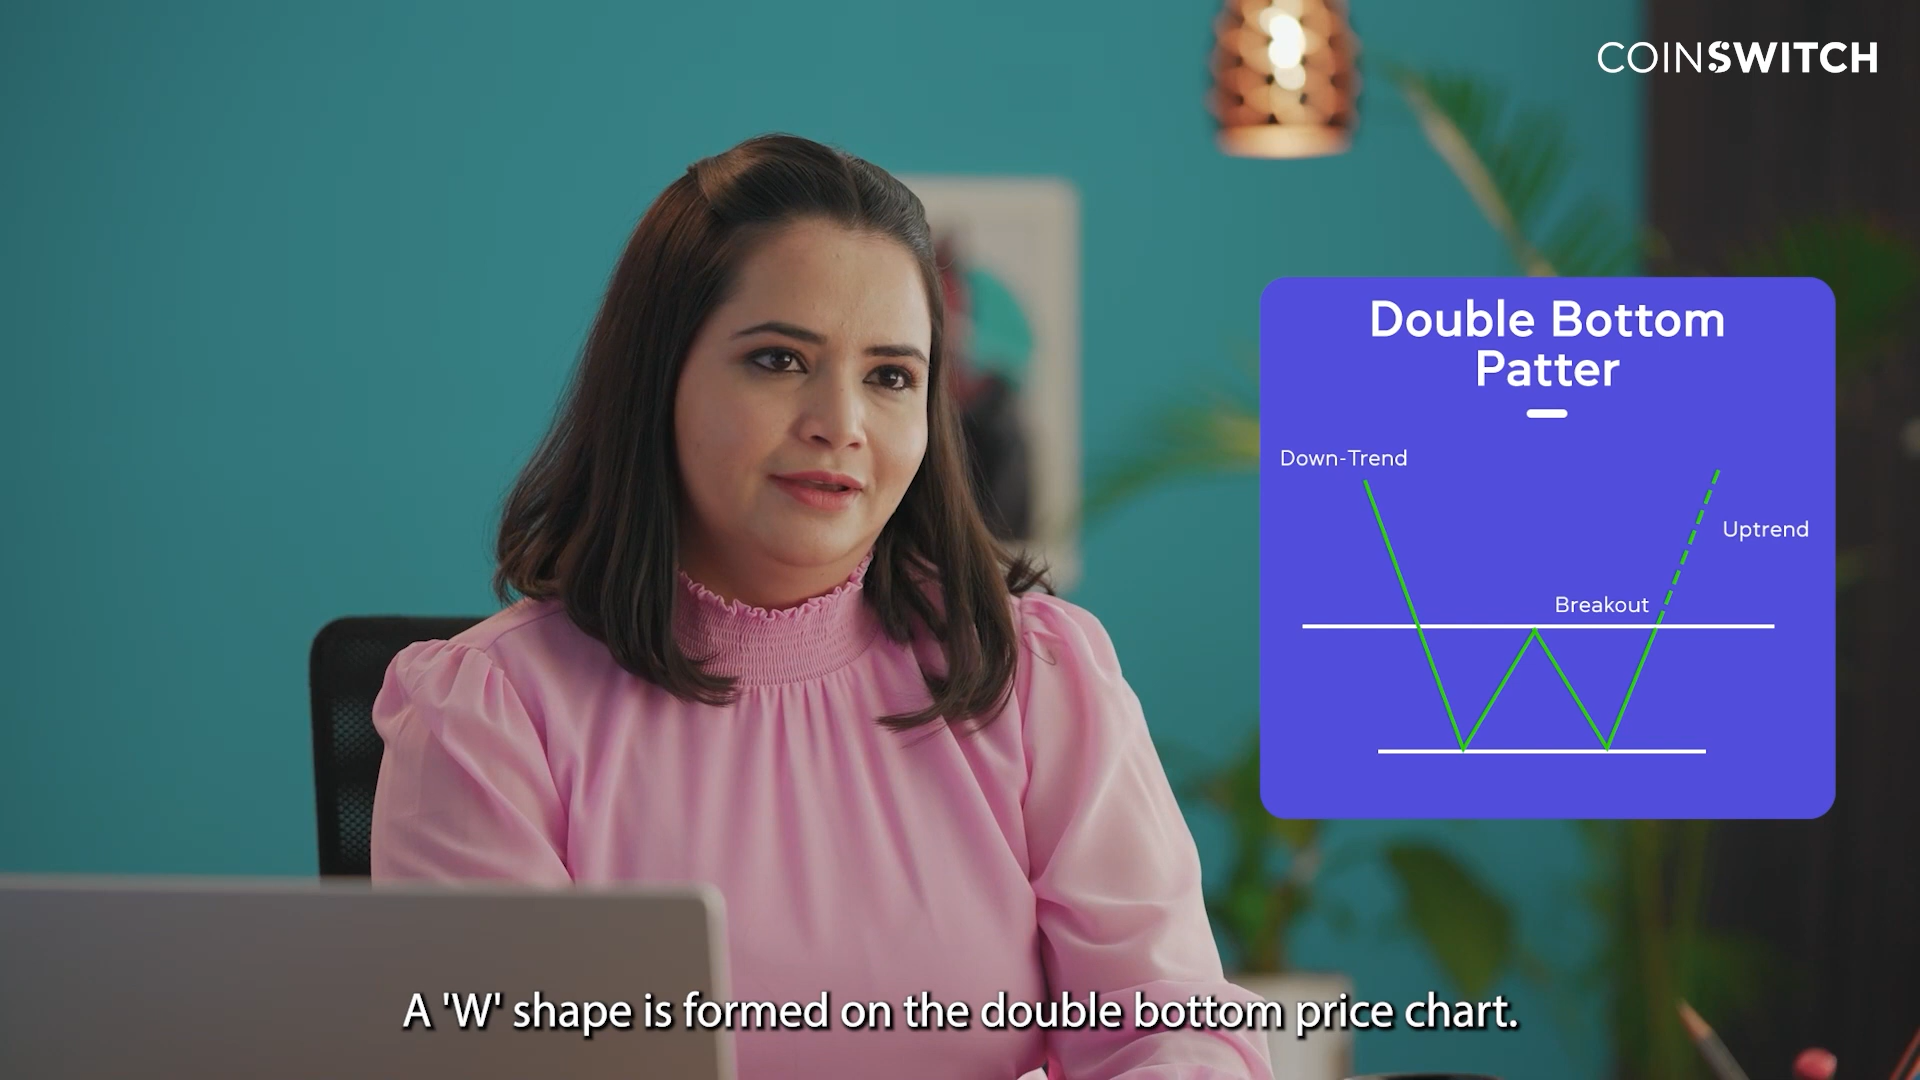 COINSWITCH
Double Bottom
Patter
Down-Trend
Uptrend
Breakout
A 'W' shape is formed on the double bottom price chart.